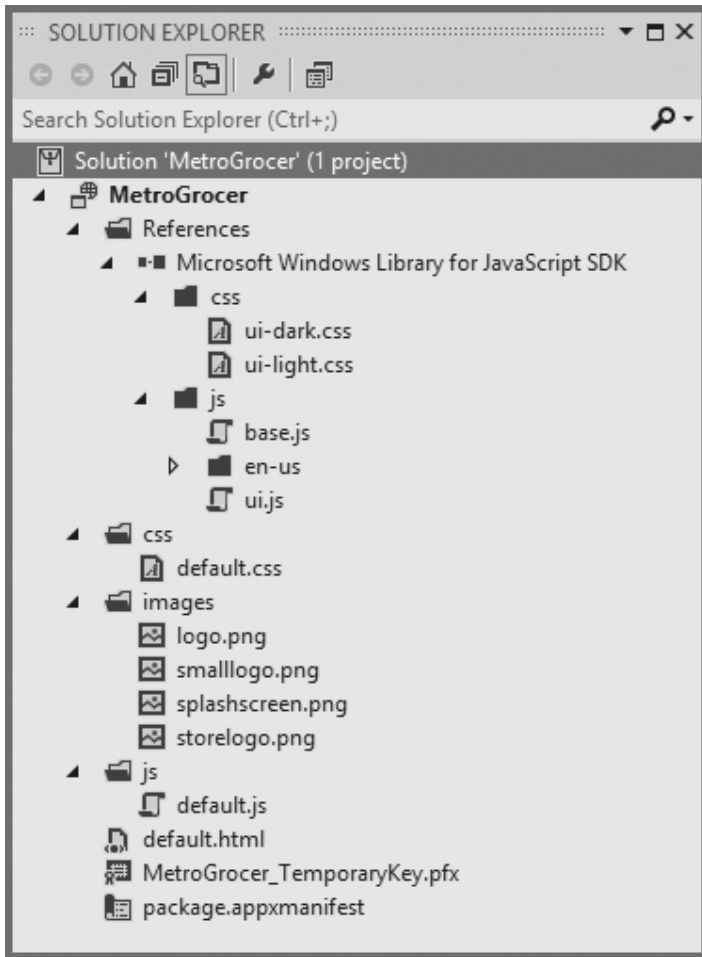 SOLUTION EXPLORER
Search Solution Explorer (Ctrl+;)
Solution 'MetroGrocer' (1 project)
MetroGrocer
References
Microsoft Windows Library for JavaScript SDK
css
ui-dark.css
ui-light.css
js
base.js
en-us
ui.js
css
default.css
images
logo.png
smalllogo.png
splashscreen.png
storelogo.png
js
default.js
default.html
MetroGrocer_TemporaryKey.pfx
package.appxmanifest